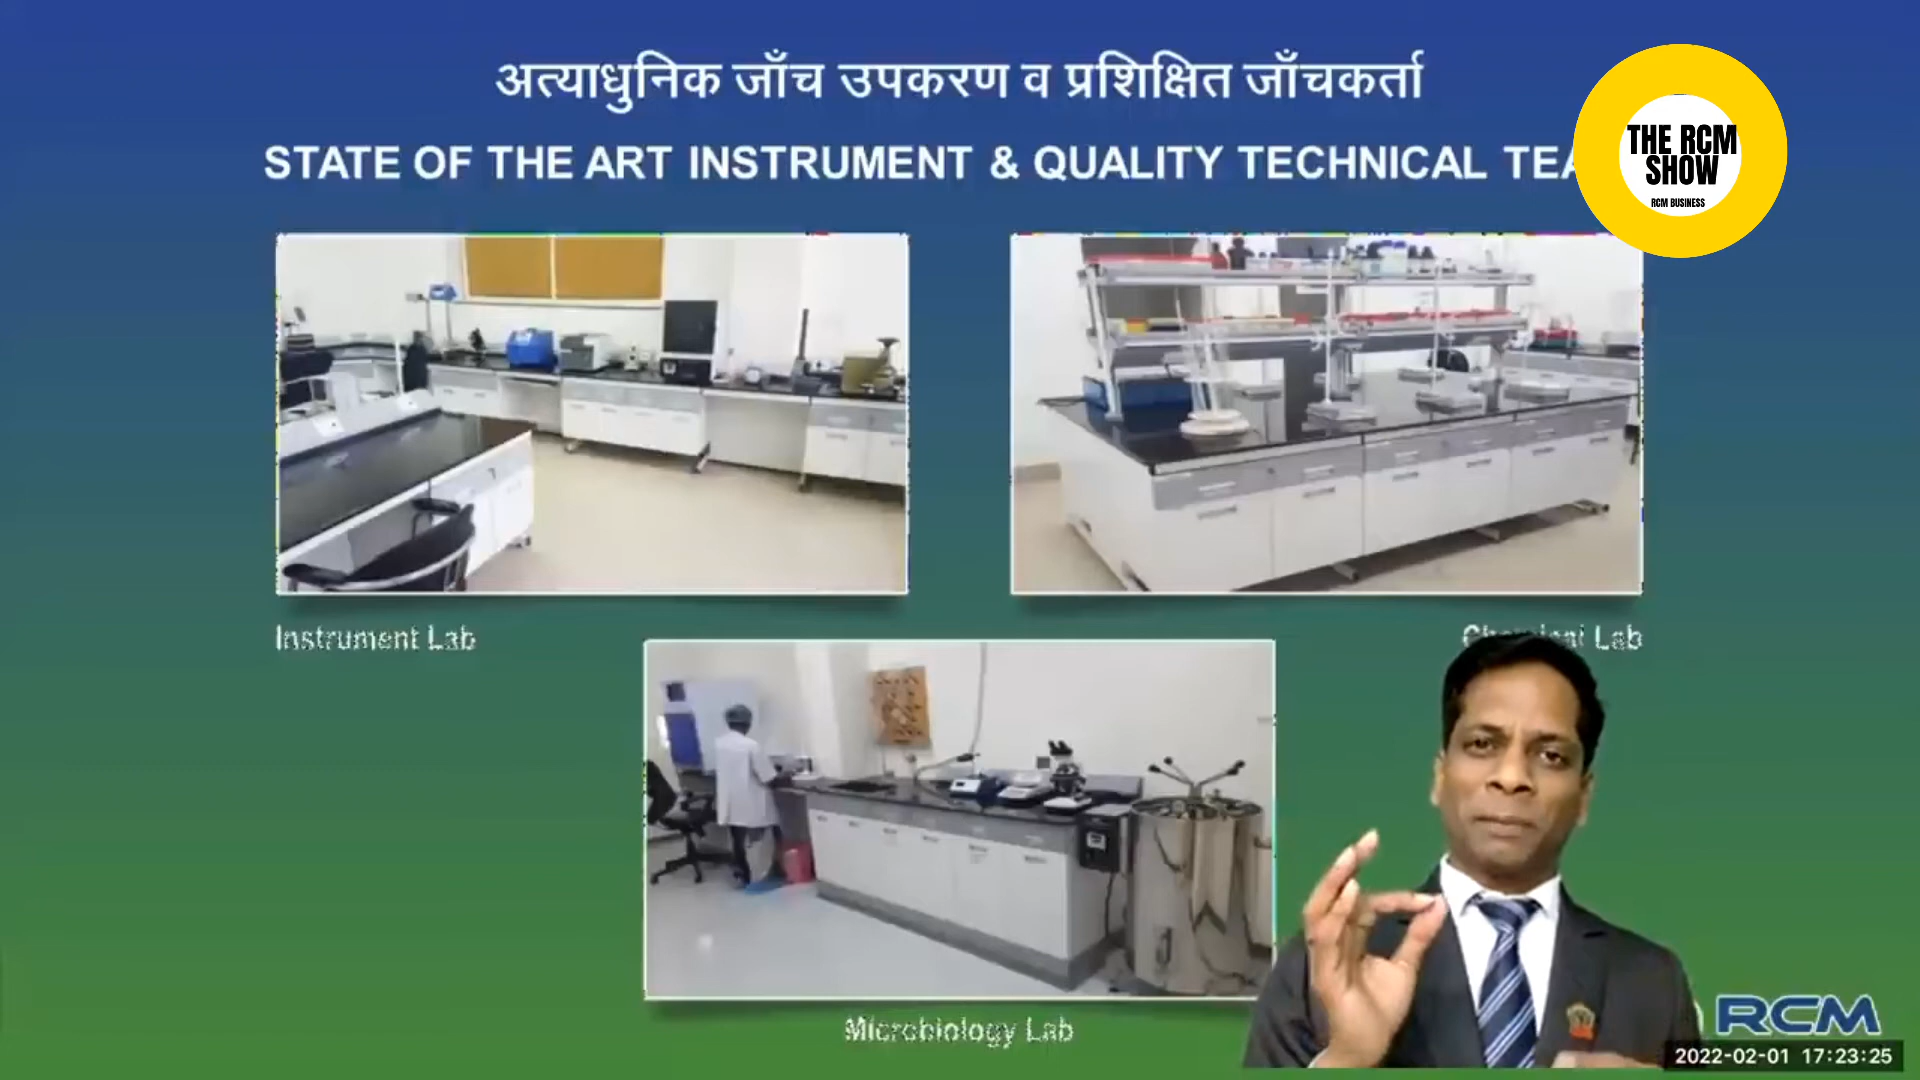 अत्याधुनिक जाँच उपकरण व प्रशिक्षित जाँचकर्ता
STATE OF THE ART INSTRUMENT & QUALITY TECHNICAL
THE RCM
SHOW
RCM BUSINESS
Instrument Lab
Lab
Microbiology Lab
RCM
2022-02-01 17:23:25